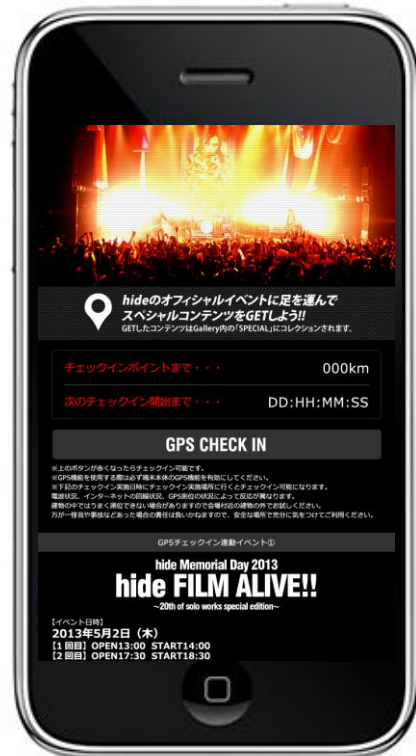 hideのオフィシャルイベントに足を運んで
スペシャルコンテンツをGETしよう!!
GETしたコンテンツはGallery内の「SPECIAL」にコレクションされます。
チェックインポイントまで・・・ 000km
次のチェックイン開始まで・・・ DD:HH:MM:SS
GPS CHECK IN
※上のボタンが赤くなったらチェックイン可能です。
※GPS機能を使用する際は必ず端末本体のGPS機能を有効にしてください。
※下記のチェックイン実施日時にチェックイン実施場所に行くとチェックイン可能になります。
電波状況、インターネットの回線状況、GPS測位の状況によって反応が異なります。
建物の中ではうまく測位できない場合がありますので会場付近の建物の外でお試しください。
万が一怪我や事故などあった場合の責任は負いかねますので、安全な場所で充分に気をつけてご利用ください。
GPSチェックイン連動イベント①
hide Memorial Day 2013
hide FILM ALIVE!!
~20th of solo works special edition~
【イベント日時】
2013年5月2日（木）
【1回目】OPEN13:00 START14:00
【2回目】OPEN17:30 START18:30